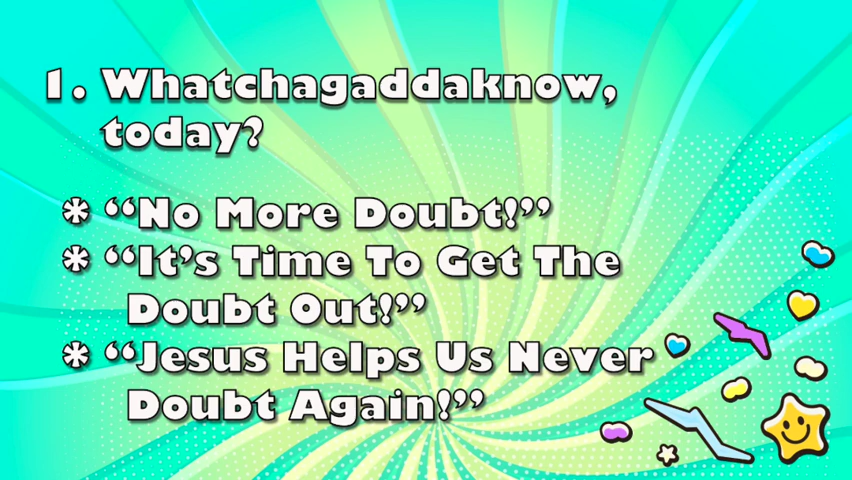 1. Whatchagaddaknow,
today?
* “No More Doubt!”
* “It’s Time To Get The
Doubt Out!”
* “Jesus Helps Us Never
Doubt Again!”